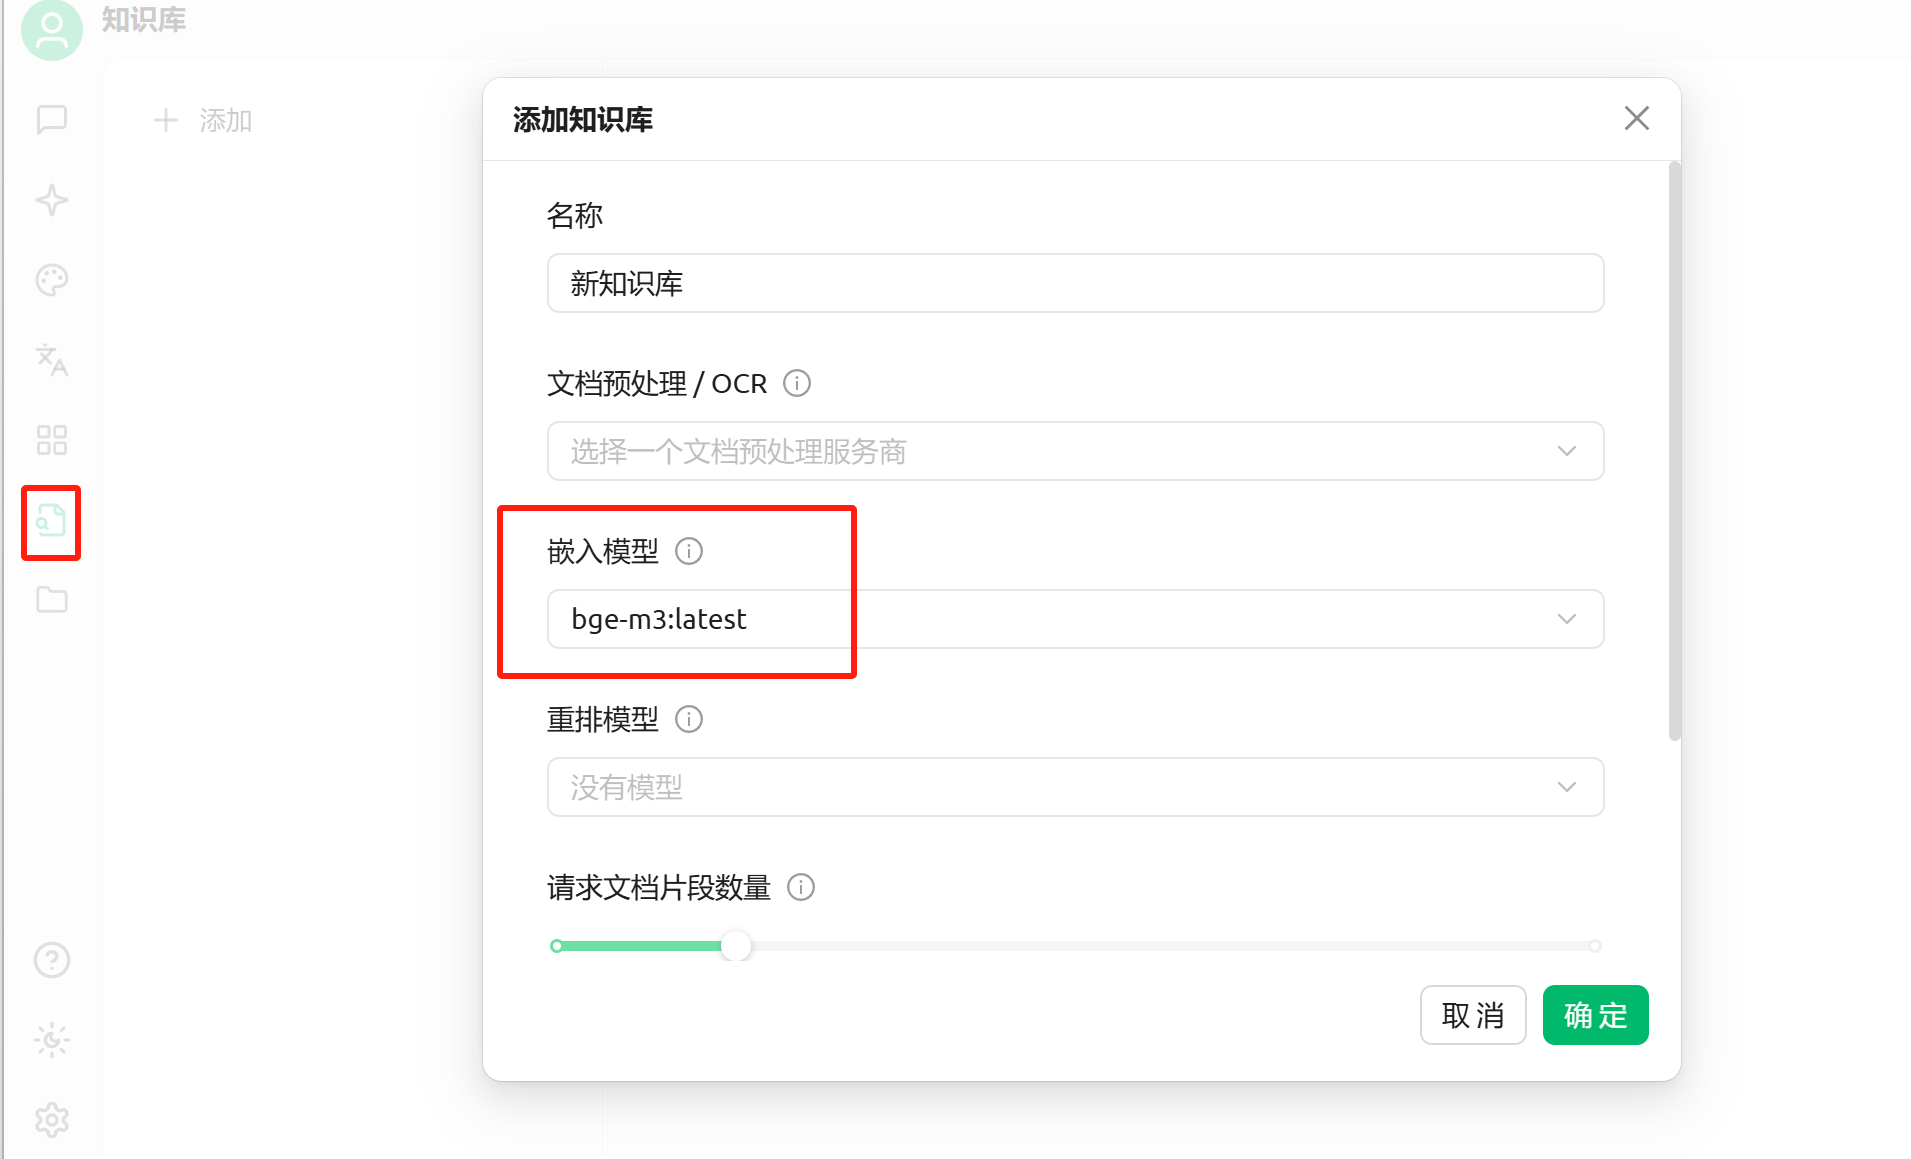 知识库
添加
添加知识库
名称
新知识库
文档预处理 / OCR
选择一个文档预处理服务商
嵌入模型
bge-m3:latest
重排模型
没有模型
请求文档片段数量
取消
确定